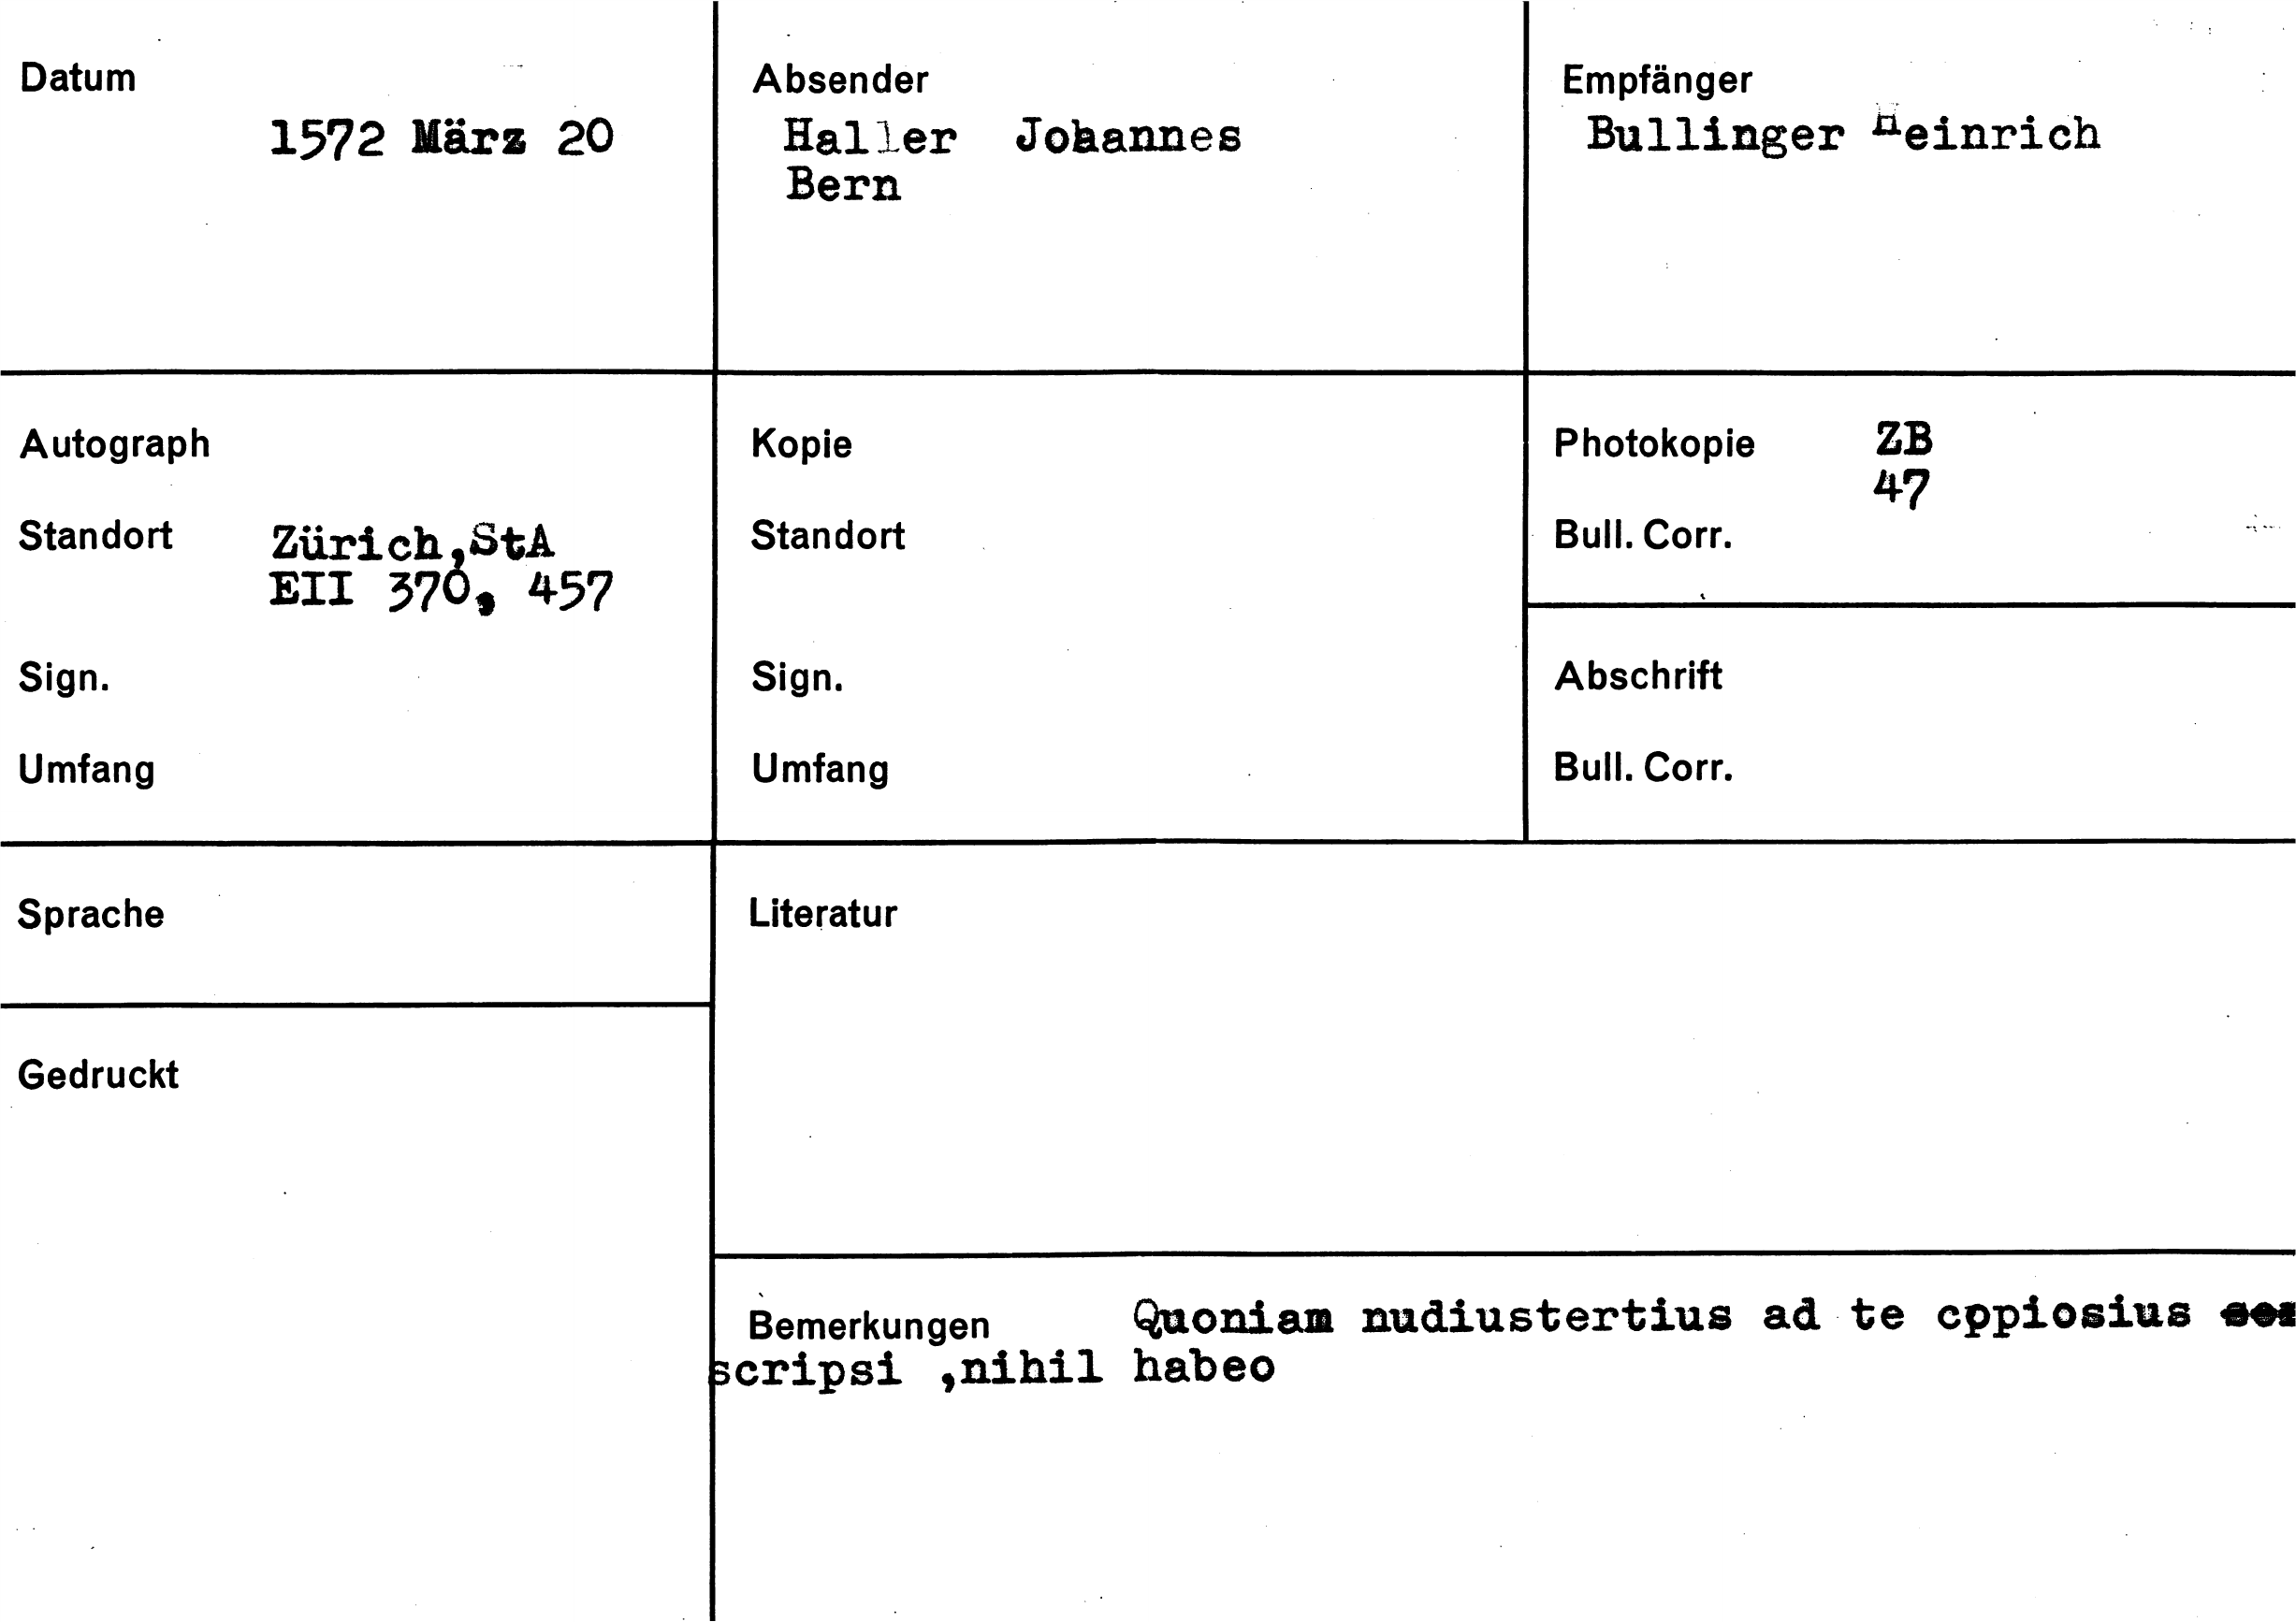 Datum
1572 März 20
Absender
Haller Johannes
Bern
Empfänger
Bullinger Heinrich
Autograph
Standort Zürich,StA
EII 370, 457
Sign.
Umfang
Kopie
Standort
Sign.
Umfang
Photokopie ZB
47
Bull. Corr.
Abschrift
Bull. Corr.
Sprache
Gedruckt
Literatur
Bemerkungen Quoniam nudiustertius ad te cppiosius
scripsi ,nihil habeo